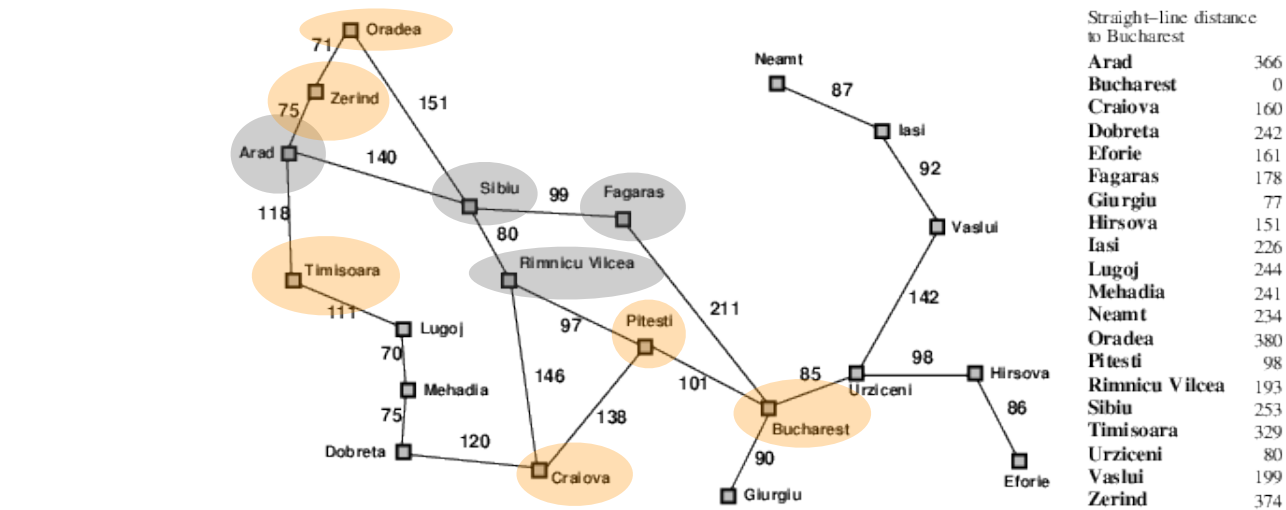 Oradea
71
Neamt
87
Zerind
151
75
Iasi
Arad
140
92
Sibiu
99
Fagaras
118
80
Vaslui
Timisoara
Rimnicu Vilcea
142
111
Lugoj
97
Pitesti
211
70
98
Mehadia
146
101
85
Hirsova
Urziceni
75
138
86
Dobreta
120
Bucharest
Craiova
90
Eforie
Giurgiu
Straight–line distance
to Bucharest
Arad 366
Bucharest 0
Craiova 160
Dobreta 242
Eforie 161
Fagaras 178
Giurgiu 77
Hirsova 151
Iasi 226
Lugoj 244
Mehadia 241
Neamt 234
Oradea 380
Pitesti 98
Rimnicu Vilcea 193
Sibiu 253
Timisoara 329
Urziceni 80
Vaslui 199
Zerind 374